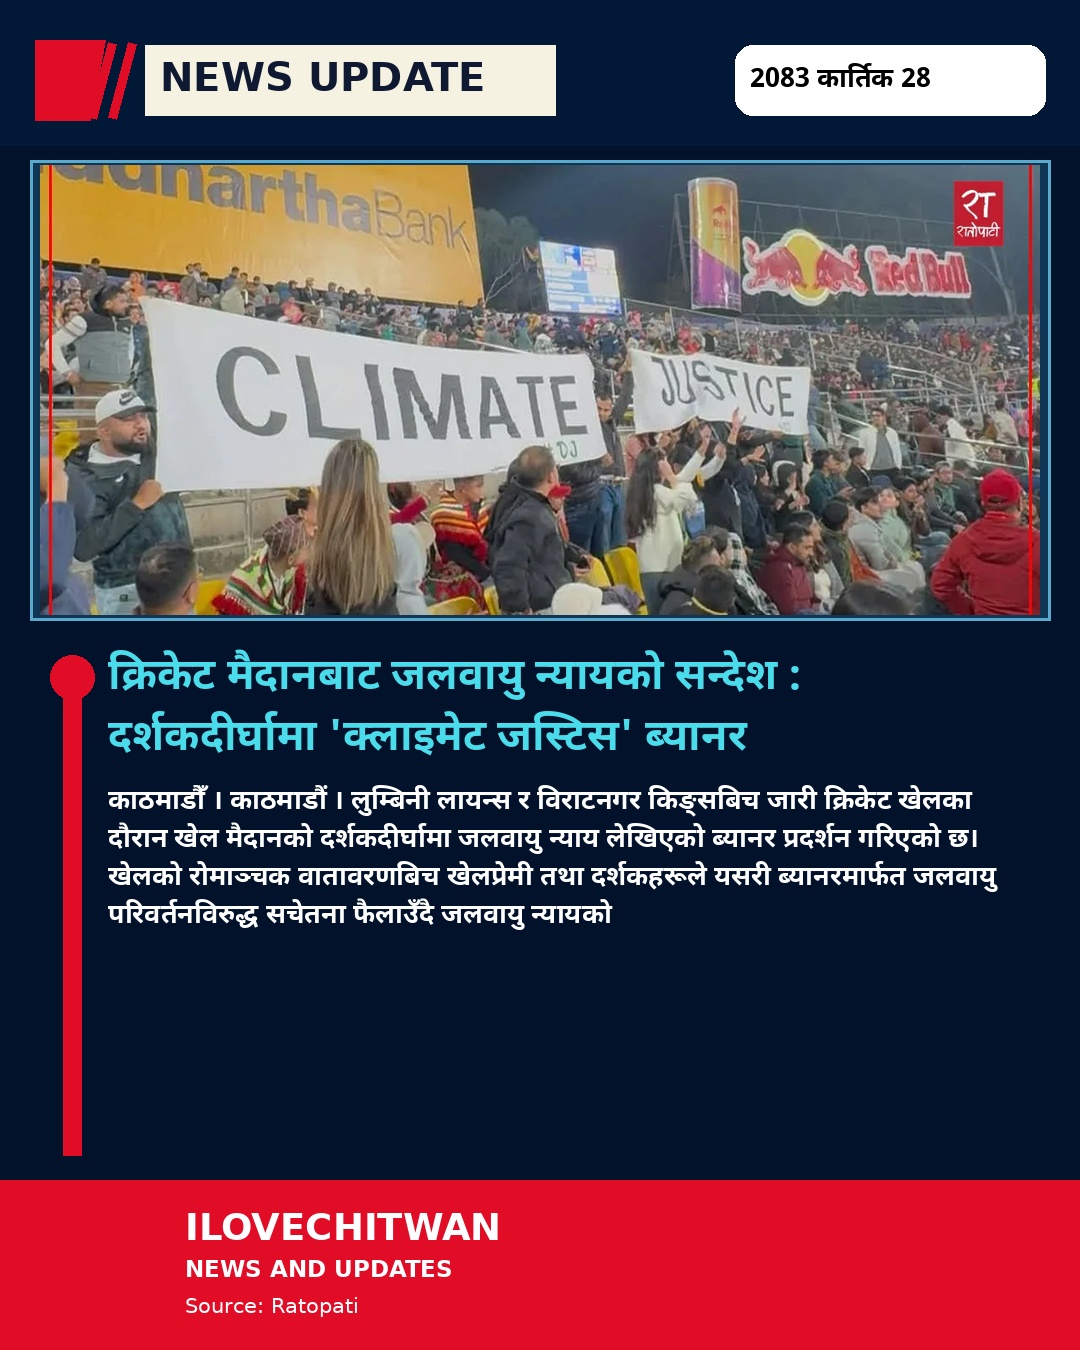 NEWS UPDATE
2083 कार्तिक 28
dhartha Bank
Red Bull
रा
रातोपाटी
CLIMATE
JUSTICE
DJ
क्रिकेट मैदानबाट जलवायु न्यायको सन्देश :
दर्शकदीर्घामा 'क्लाइमेट जस्टिस' ब्यानर
काठमाडौँ । काठमाडौं । लुम्बिनी लायन्स र विराटनगर किङ्सबिच जारी क्रिकेट खेलका
दौरान खेल मैदानको दर्शकदीर्घामा जलवायु न्याय लेखिएको ब्यानर प्रदर्शन गरिएको छ।
खेलको रोमाञ्चक वातावरणबिच खेलप्रेमी तथा दर्शकहरूले यसरी ब्यानरमार्फत जलवायु
परिवर्तनविरुद्ध सचेतना फैलाउँदै जलवायु न्यायको
ILOVECHITWAN
NEWS AND UPDATES
Source: Ratopati